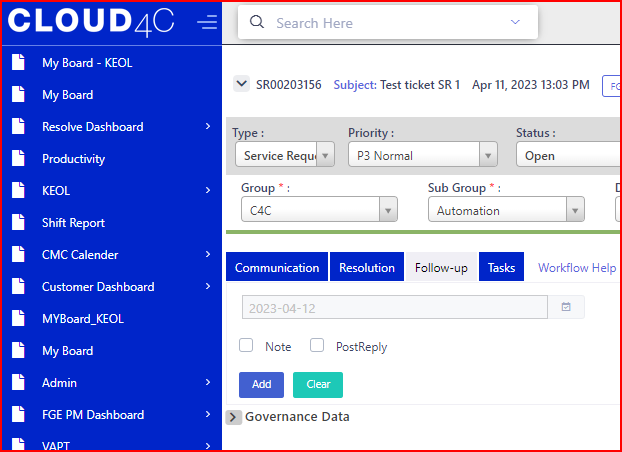 CLOUD4C
Search Here
My Board - KEOL
My Board
Resolve Dashboard
Productivity
KEOL
Shift Report
CMC Calender
Customer Dashboard
MYBoard_KEOL
My Board
Admin
FGE PM Dashboard
VAPT
SR00203156 Subject: Test ticket SR 1 Apr 11, 2023 13:03 PM FG
Type : Priority : Status :
Service Requ P3 Normal Open
Group * : Sub Group * : D
C4C Automation
Communication Resolution Follow-up Tasks Workflow Help
2023-04-12
Note PostReply
Add Clear
Governance Data